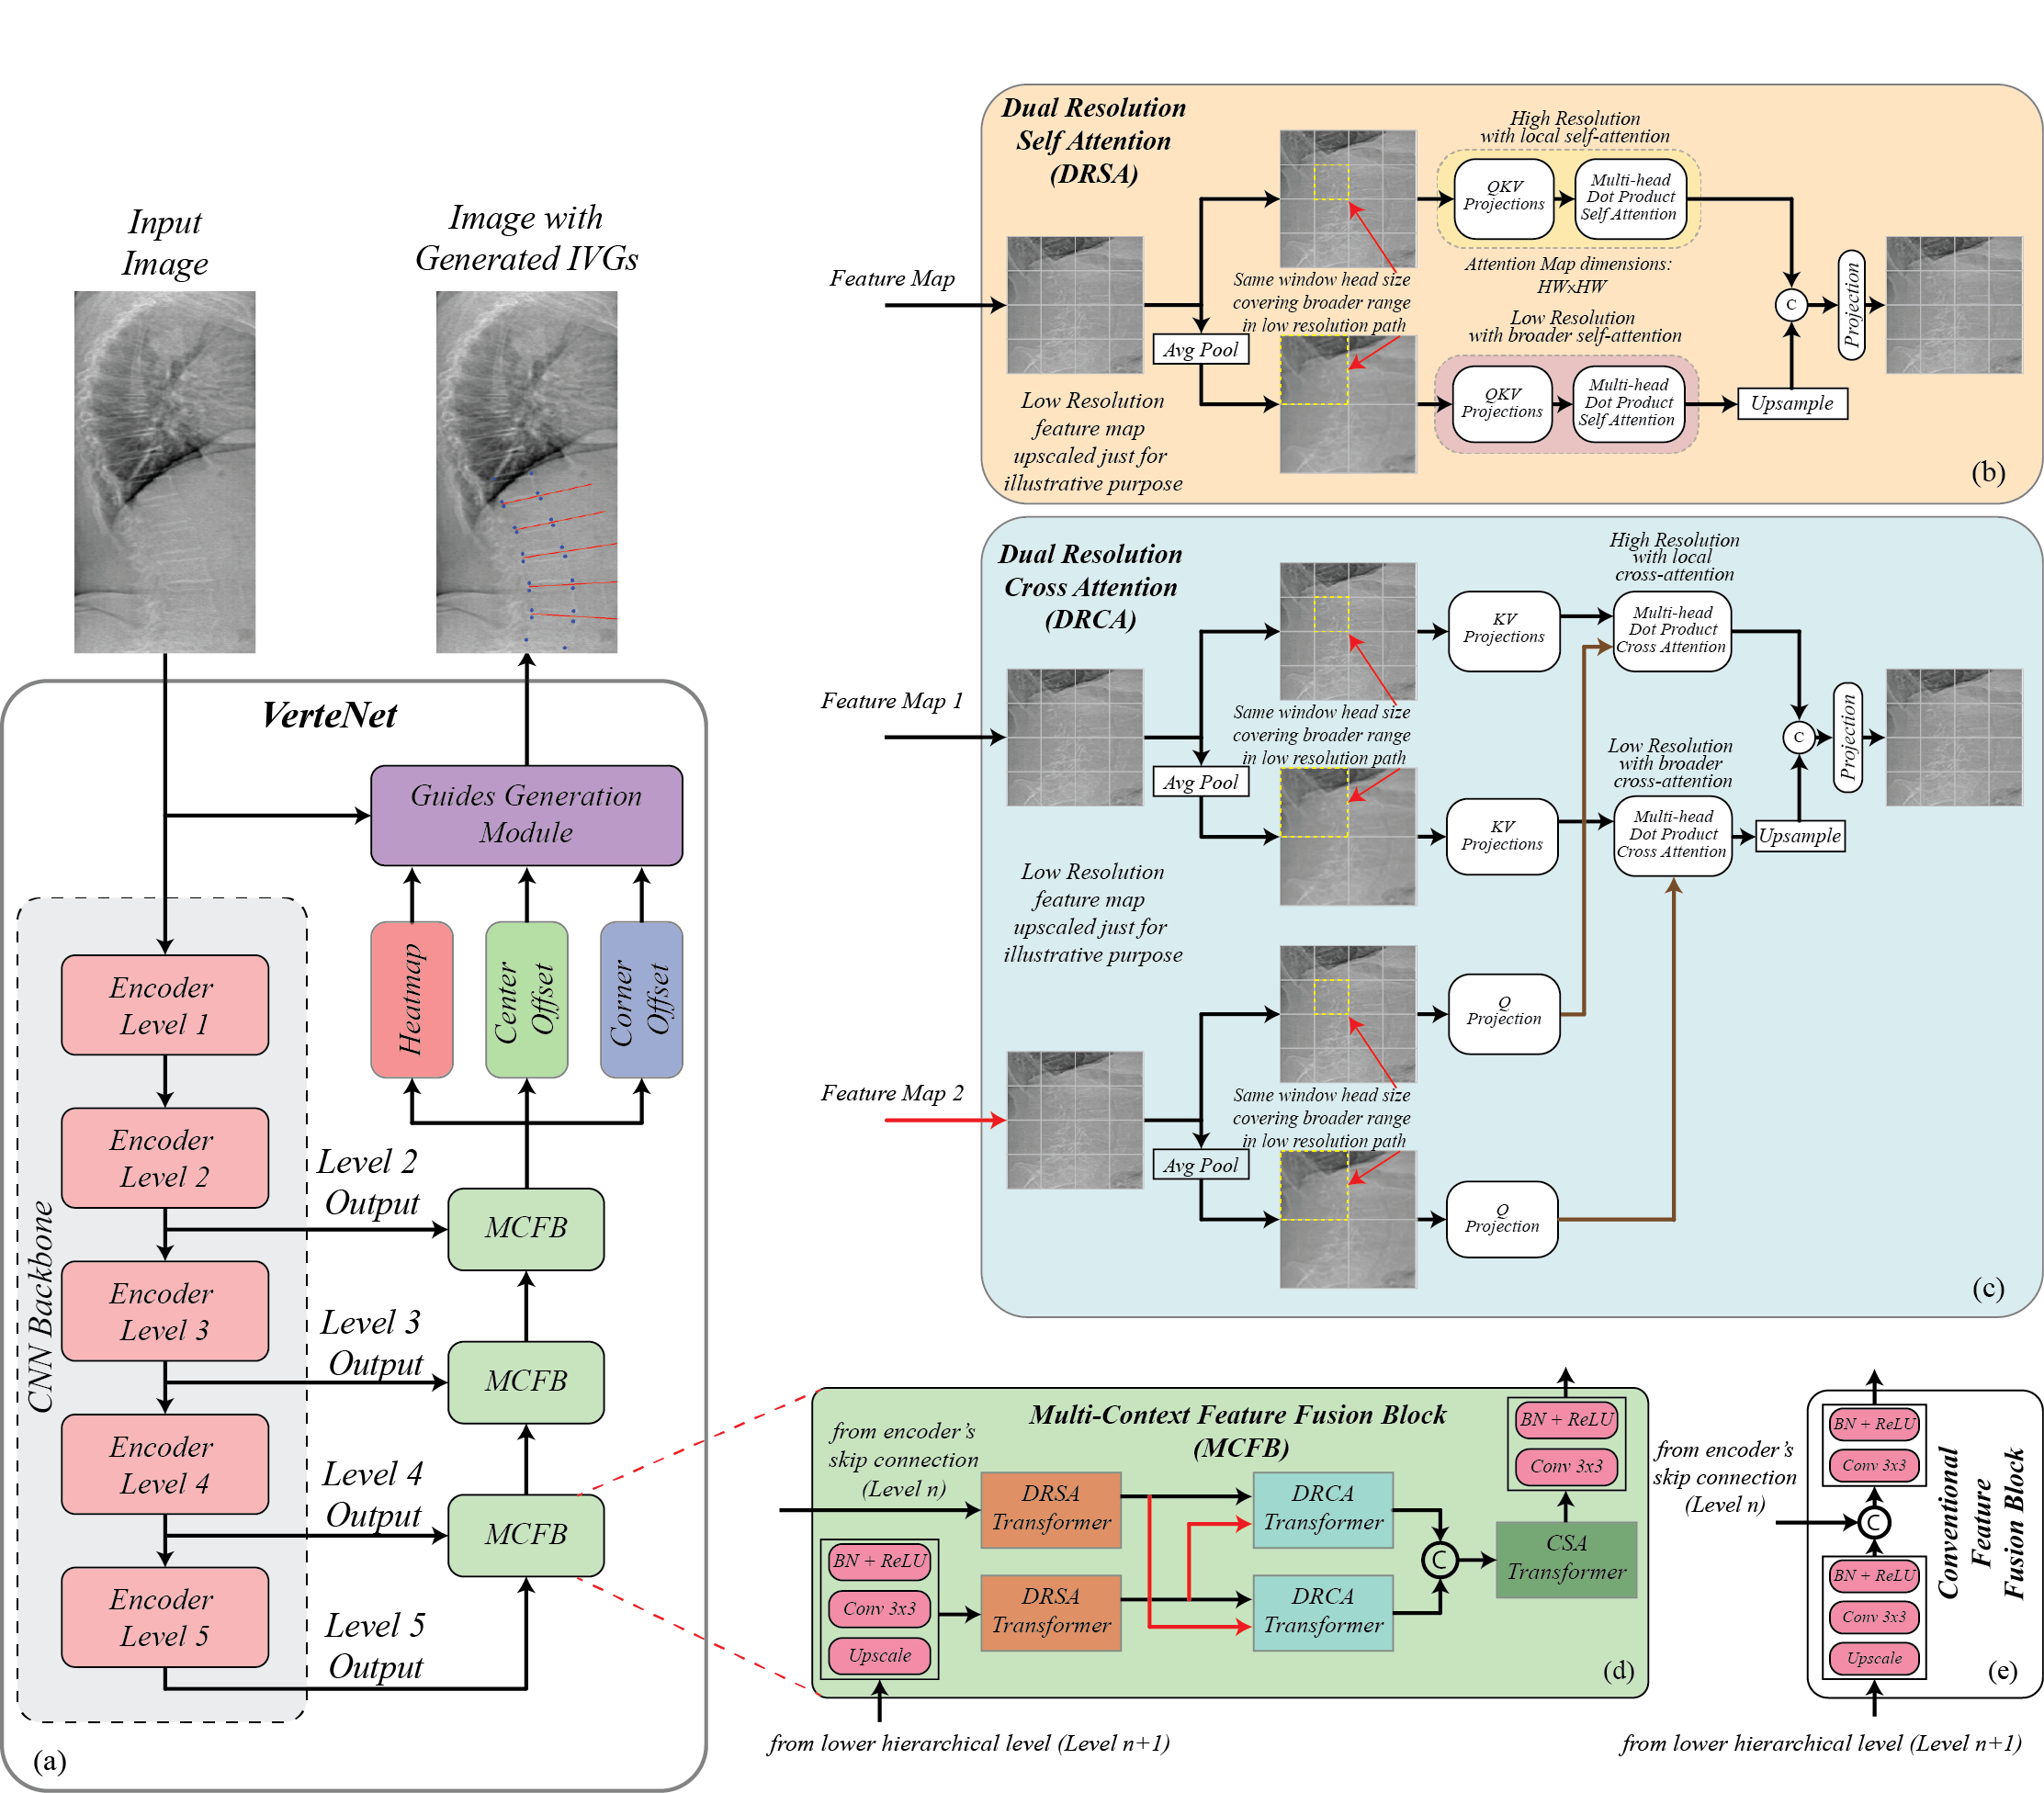 Input
Image
Image with
Generated IVGs
VerteNet
Guides Generation
Module
Heatmap
Center
Offset
Corner
Offset
CNN Backbone
Encoder
Level 1
Encoder
Level 2
Encoder
Level 3
Encoder
Level 4
Encoder
Level 5
Level 2
Output
Level 3
Output
Level 4
Output
Level 5
Output
MCFB
MCFB
MCFB
(a)
Dual Resolution
Self Attention
(DRSA)
Feature Map
Low Resolution
feature map
upscaled just for
illustrative purpose
Avg Pool
Same window head size
covering broader range
in low resolution path
High Resolution
with local self-attention
QKV
Projections
Multi-head
Dot Product
Self Attention
Attention Map dimensions:
HWxHW
Low Resolution
with broader self-attention
QKV
Projections
Multi-head
Dot Product
Self Attention
Upsample
C
Projection
(b)
Dual Resolution
Cross Attention
(DRCA)
Feature Map 1
Avg Pool
Same window head size
covering broader range
in low resolution path
KV
Projections
KV
Projections
High Resolution
with local
cross-attention
Multi-head
Dot Product
Cross Attention
Low Resolution
with broader
cross-attention
Multi-head
Dot Product
Cross Attention
Upsample
C
Projection
Low Resolution
feature map
upscaled just for
illustrative purpose
Feature Map 2
Avg Pool
Same window head size
covering broader range
in low resolution path
Q
Projection
Q
Projection
(c)
Multi-Context Feature Fusion Block
(MCFB)
from encoder's
skip connection
(Level n)
DRSA
Transformer
DRCA
Transformer
BN + ReLU
Conv 3x3
Upscale
DRSA
Transformer
DRCA
Transformer
C
CSA
Transformer
BN + ReLU
Conv 3x3
(d)
from lower hierarchical level (Level n+1)
from encoder's
skip connection
(Level n)
BN + ReLU
Conv 3x3
C
BN + ReLU
Conv 3x3
Upscale
Conventional
Feature
Fusion Block
(e)
from lower hierarchical level (Level n+1)